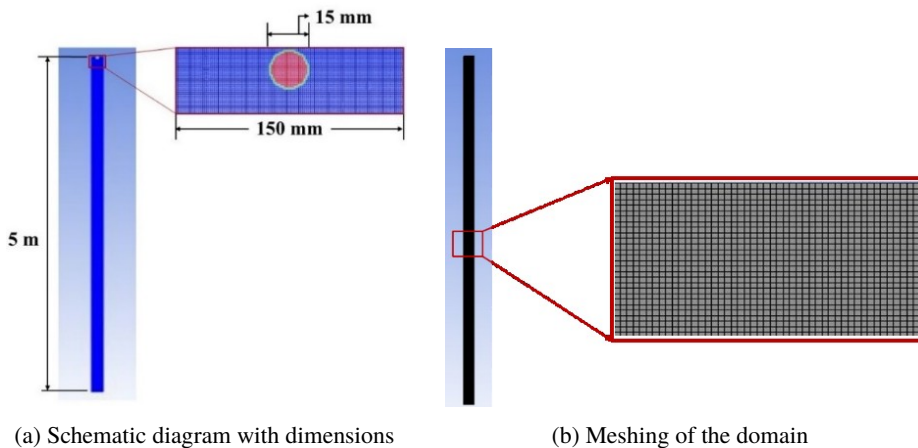 15 mm
150 mm
5 m
(a) Schematic diagram with dimensions
(b) Meshing of the domain